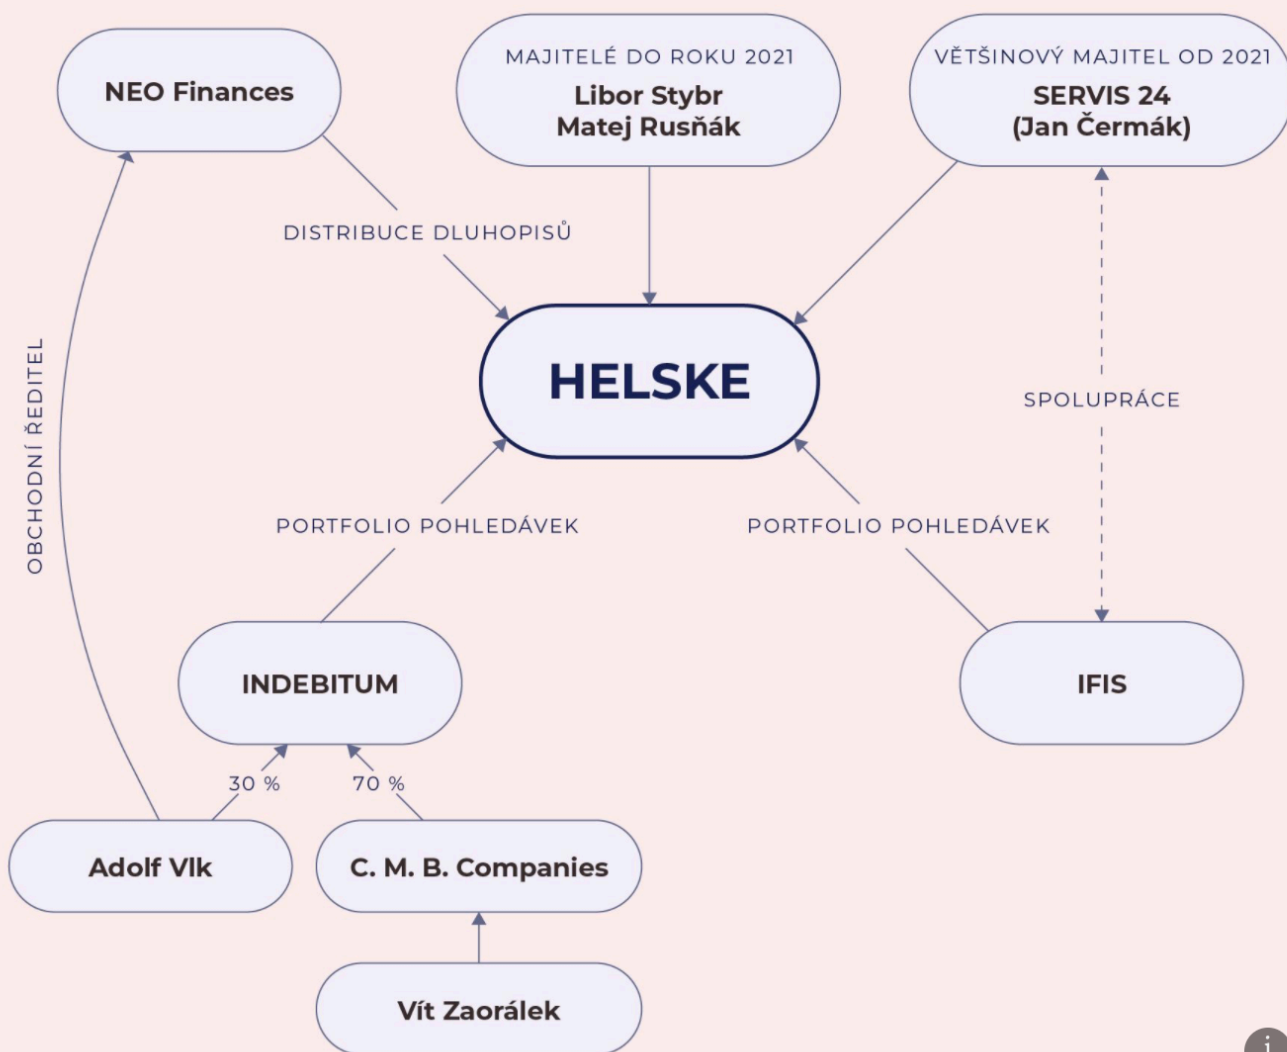 NEO Finances
MAJITELÉ DO ROKU 2021
Libor Stybr
Matej Rusňák
VĚTŠINOVÝ MAJITEL OD 2021
SERVIS 24
(Jan Čermák)
DISTRIBUCE DLUHOPISŮ
OBCHODNÍ ŘEDITEL
HELSKE
SPOLUPRÁCE
PORTFOLIO POHLEDÁVEK
PORTFOLIO POHLEDÁVEK
INDEBITUM
IFIS
30 %
70 %
Adolf Vlk
C. M. B. Companies
Vít Zaorálek
i